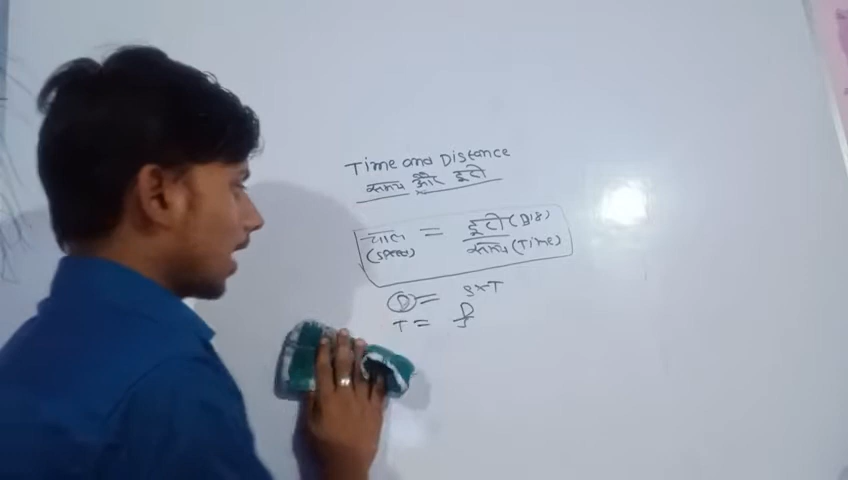 Time and Distance
समय और दूरी
चाल (speed) = दूरी (Dis) / समय (Time)
D = S×T
T = D/S